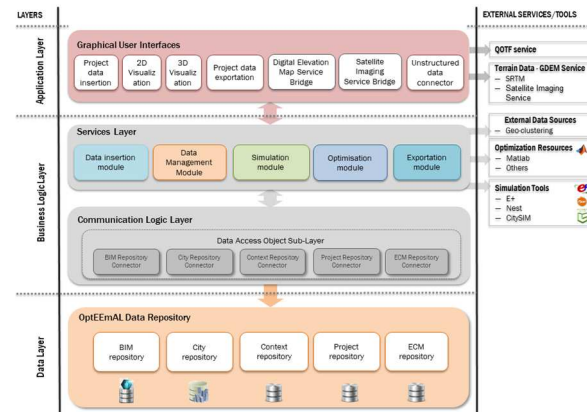 LAYERS
EXTERNAL SERVICES/TOOLS
Application Layer
Graphical User Interfaces
Project
data
insertion
2D
Visualiz
ation
3D
Visualiz
ation
Project data
exportation
Digital Elevation
Map Service
Bridge
Satellite
Imaging
Service Bridge
Unstructured
data
connector
QOTF service
Terrain Data - GDEM Service
– SRTM
– Satellite Imaging
Service
Business Logic Layer
Services Layer
Data insertion
module
Data
Management
Module
Simulation
module
Optimisation
module
Exportation
module
External Data Sources
– Geo-clustering
Optimization Resources
– Matlab
– Others
Simulation Tools
– E+
– Nest
– CitySIM
Communication Logic Layer
Data Access Object Sub-Layer
BIM Repository
Connector
City Repository
Connector
Context Repository
Connector
Project Repository
Connector
ECM Repository
Connector
Data Layer
OptEEmAL Data Repository
BIM
repository
City
repository
Context
repository
Project
repository
ECM
repository